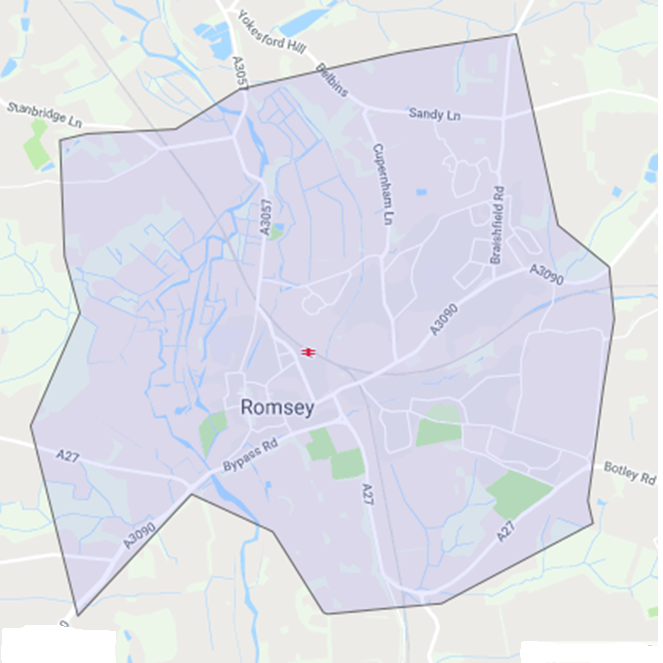 Yokesford Hill
A3057
Belbins
Stanbridge Ln
Sandy Ln
Cupernham Ln
A3057
Braishfield Rd
A3090
A3090
Romsey
Bypass Rd
A27
Botley Rd
A27
A3090
A27